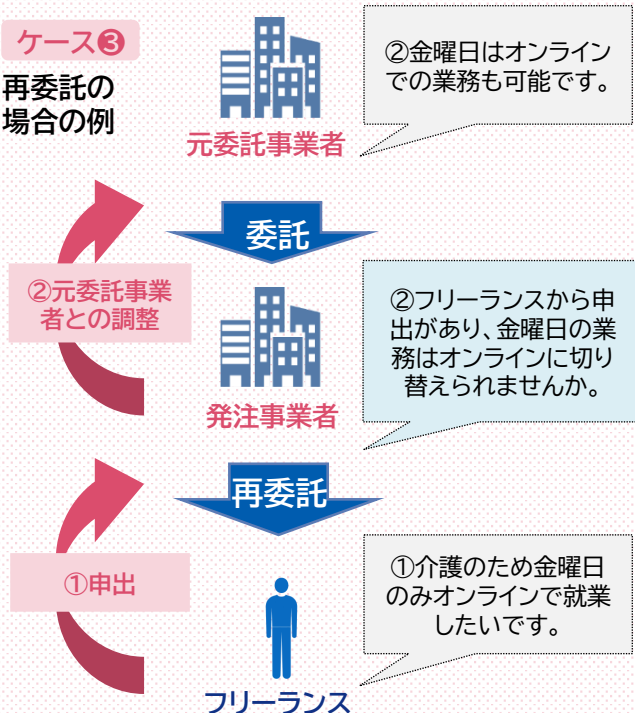 ケース❸
再委託の
場合の例
②金曜日はオンライン
での業務も可能です。
元委託事業者
委託
②元委託事業
者との調整
②フリーランスから申
出があり、金曜日の業
務はオンラインに切り
替えられませんか。
発注事業者
再委託
①申出
①介護のため金曜日
のみオンラインで就業
したいです。
フリーランス